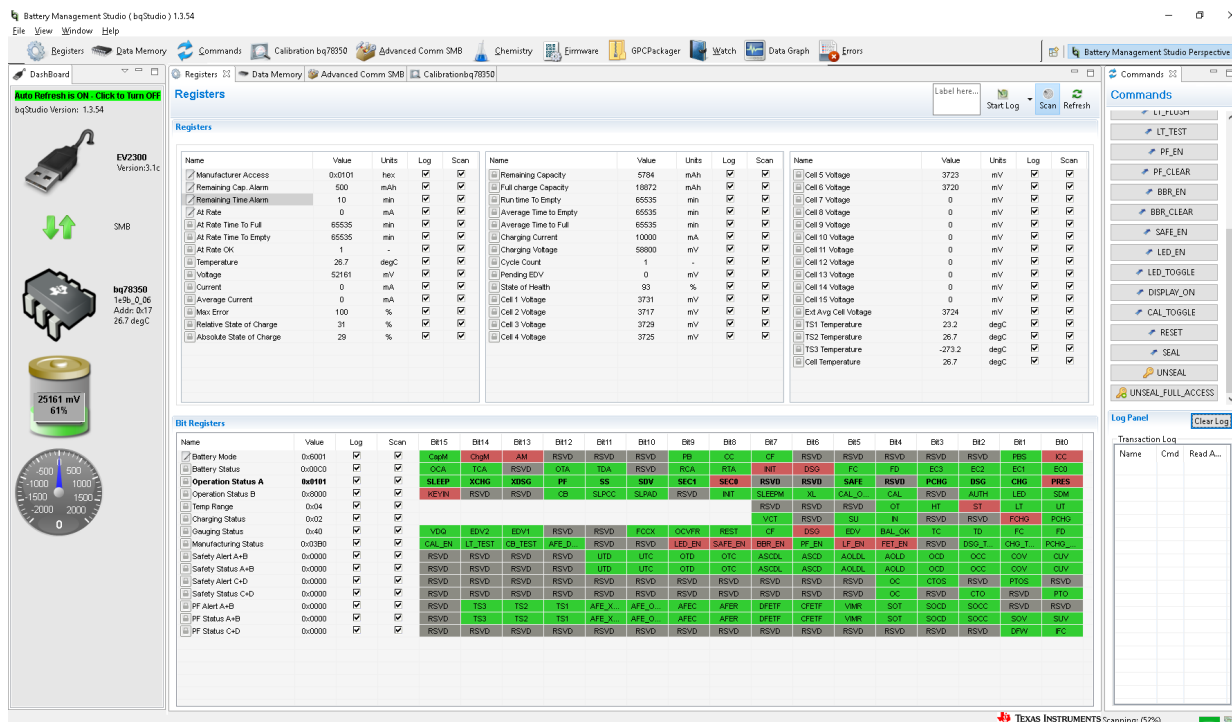 Battery Management Studio ( bqStudio ) 1.3.54
File View Window Help
Registers Data Memory Commands Calibration bq78350 Advanced Comm SMB Chemistry Firmware GPCPackager Watch Data Graph Errors Battery Management Studio Perspective
DashBoard
Auto Refresh is ON - Click to Turn OFF
bqStudio Version: 1.3.54
EV2300
Version:3.1c
SMB
bq78350
1e9b_0_06
Addr: 0x17
26.7 degC
25161 mV
61%
-500 500
-1000 1000
-1500 1500
-2000 2000
0
Registers Data Memory Advanced Comm SMB Calibrationbq78350
Registers
Label here... Start Log Scan Refresh
Registers
Name Value Units Log Scan
Manufacturer Access 0x0101 hex
Remaining Cap. Alarm 500 mAh
Remaining Time Alarm 10 min
At Rate 0 mA
At Rate Time To Full 65535 min
At Rate Time To Empty 65535 min
At Rate OK 1 -
Temperature 26.7 degC
Voltage 52161 mV
Current 0 mA
Average Current 0 mA
Max Error 100 %
Relative State of Charge 31 %
Absolute State of Charge 29 %
Name Value Units Log Scan
Remaining Capacity 5784 mAh
Full charge Capacity 18872 mAh
Run time To Empty 65535 min
Average Time to Empty 65535 min
Average Time to Full 65535 min
Charging Current 10000 mA
Charging Voltage 58800 mV
Cycle Count 1 -
Pending EDV 0 mV
State of Health 93 %
Cell 1 Voltage 3731 mV
Cell 2 Voltage 3717 mV
Cell 3 Voltage 3729 mV
Cell 4 Voltage 3725 mV
Name Value Units Log Scan
Cell 5 Voltage 3723 mV
Cell 6 Voltage 3720 mV
Cell 7 Voltage 0 mV
Cell 8 Voltage 0 mV
Cell 9 Voltage 0 mV
Cell 10 Voltage 0 mV
Cell 11 Voltage 0 mV
Cell 12 Voltage 0 mV
Cell 13 Voltage 0 mV
Cell 14 Voltage 0 mV
Cell 15 Voltage 0 mV
Ext Avg Cell Voltage 3724 mV
TS1 Temperature 23.2 degC
TS2 Temperature 26.7 degC
TS3 Temperature -273.2 degC
Cell Temperature 26.7 degC
Bit Registers
Name Value Log Scan Bit15 Bit14 Bit13 Bit12 Bit11 Bit10 Bit9 Bit8 Bit7 Bit6 Bit5 Bit4 Bit3 Bit2 Bit1 Bit0
Battery Mode 0x6001 CapM ChgM AM RSVD RSVD RSVD PB CC CF RSVD RSVD RSVD RSVD RSVD PBS ICC
Battery Status 0x00C0 OCA TCA RSVD OTA TDA RSVD RCA RTA INIT DSG FC FD EC3 EC2 EC1 EC0
Operation Status A 0x0101 SLEEP XCHG XDSG PF SS SDV SEC1 SEC0 RSVD RSVD SAFE RSVD PCHG DSG CHG PRES
Operation Status B 0x8000 KEYIN RSVD RSVD CB SLPCC SLPAD RSVD INIT SLEEPM XL CAL_O... CAL RSVD AUTH LED SDM
Temp Range 0x04 RSVD RSVD RSVD OT HT ST LT UT
Charging Status 0x02 VCT RSVD SU IN RSVD RSVD FCHG PCHG
Gauging Status 0x40 VDQ EDV2 EDV1 RSVD RSVD FCCX OCVFR REST CF DSG EDV BAL_OK TC TD FC FD
Manufacturing Status 0x03B0 CAL_EN LT_TEST CB_TEST AFE_D... RSVD RSVD LED_EN SAFE_EN BBR_EN PF_EN LF_EN FET_EN RSVD DSG_T... CHG_T... PCHG_...
Safety Alert A+B 0x0000 RSVD RSVD RSVD RSVD UTD UTC OTD OTC ASCDL ASCD AOLDL AOLD OCD OCC COV CUV
Safety Status A+B 0x0000 RSVD RSVD RSVD RSVD UTD UTC OTD OTC ASCDL ASCD AOLDL AOLD OCD OCC COV CUV
Safety Alert C+D 0x0000 RSVD RSVD RSVD RSVD RSVD RSVD RSVD RSVD RSVD RSVD RSVD OC CTOS RSVD PTOS RSVD
Safety Status C+D 0x0000 RSVD RSVD RSVD RSVD RSVD RSVD RSVD RSVD RSVD RSVD RSVD OC RSVD CTO RSVD PTO
PF Alert A+B 0x0000 RSVD TS3 TS2 TS1 AFE_X... AFE_O... AFEC AFER DFETF CFETF VIMR SOT SOCD SOCC RSVD RSVD
PF Status A+B 0x0000 RSVD TS3 TS2 TS1 AFE_X... AFE_O... AFEC AFER DFETF CFETF VIMR SOT SOCD SOCC SOV SUV
PF Status C+D 0x0000 RSVD RSVD RSVD RSVD RSVD RSVD RSVD RSVD RSVD RSVD RSVD RSVD RSVD RSVD DFW IFC
Commands
Commands
LT_FLUSH
LT_TEST
PF_EN
PF_CLEAR
BBR_EN
BBR_CLEAR
SAFE_EN
LED_EN
LED_TOGGLE
DISPLAY_ON
CAL_TOGGLE
RESET
SEAL
UNSEAL
UNSEAL_FULL_ACCESS
Log Panel Clear Log
Transaction Log
Name Cmd Read A...
TEXAS INSTRUMENTS Scanning: (52%)